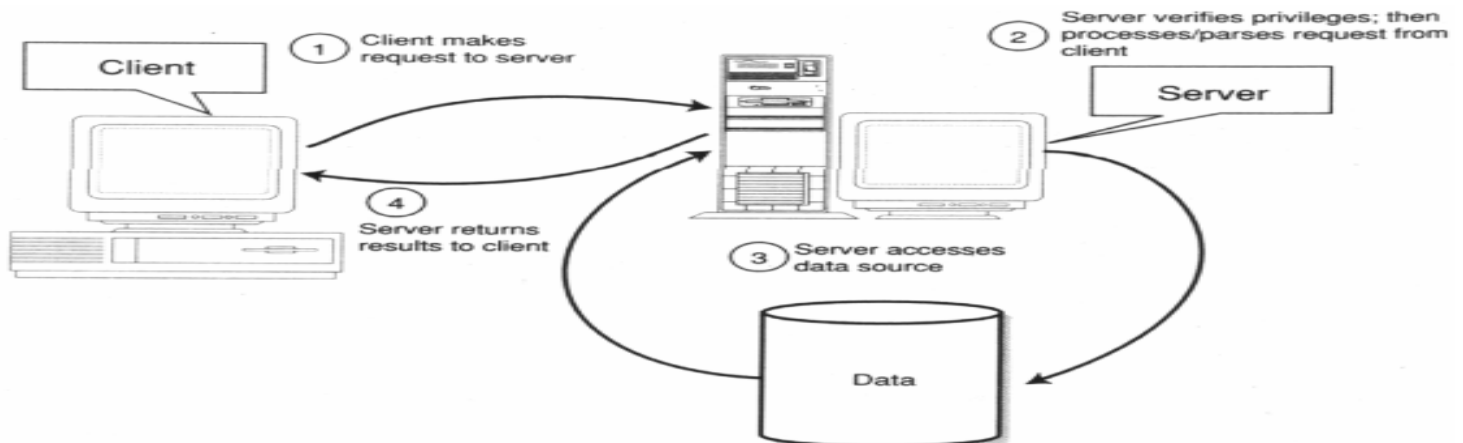 Client
1
Client makes
request to server
2
Server verifies privileges; then
processes/parses request from
client
Server
4
Server returns
results to client
3
Server accesses
data source
Data